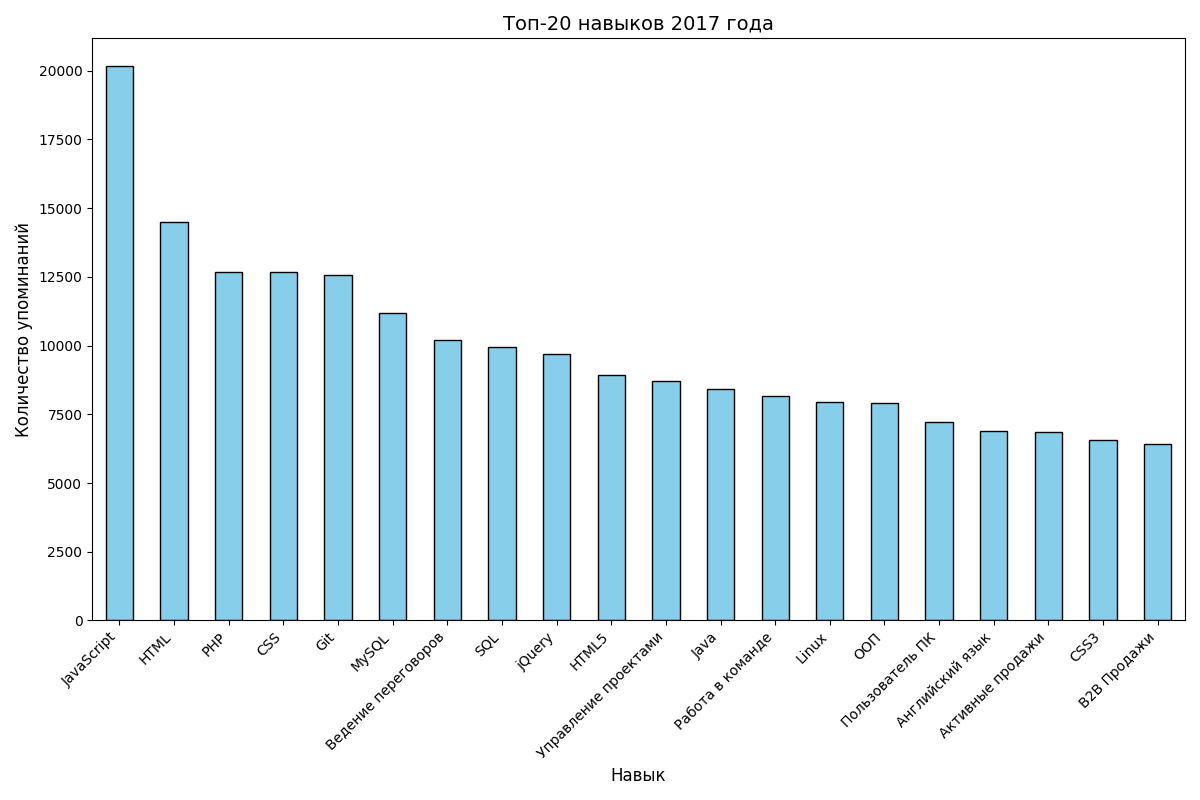 Топ-20 навыков 2017 года
Количество упоминаний
20000
17500
15000
12500
10000
7500
5000
2500
0
JavaScript
HTML
PHP
CSS
Git
MySQL
Ведение переговоров
SQL
jQuery
HTML5
Управление проектами
Java
Работа в команде
Linux
ООП
Пользователь ПК
Английский язык
Активные продажи
CSS3
B2B Продажи
Навык